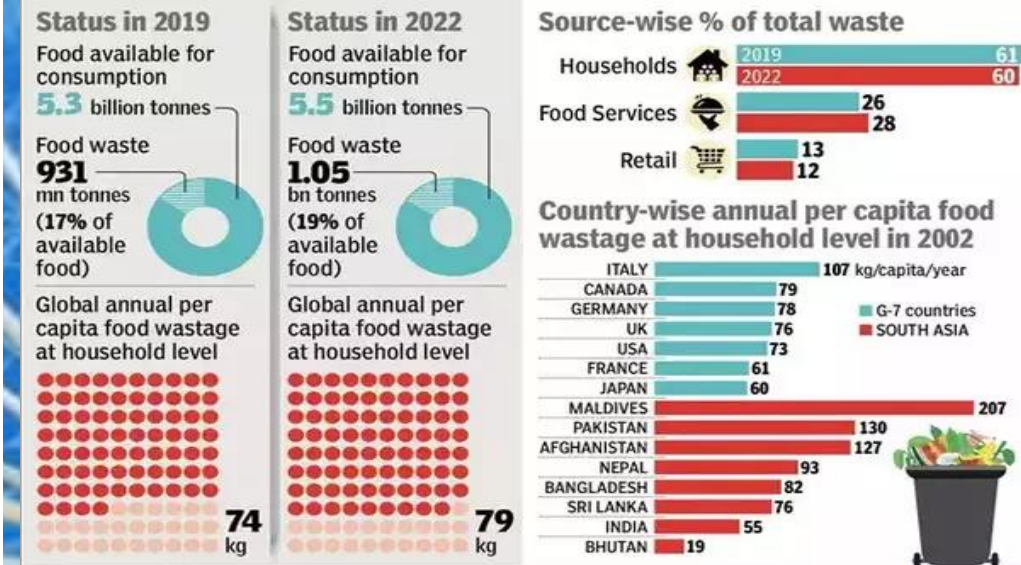 Status in 2019
Food available for
consumption
5.3 billion tonnes
Food waste
931
mn tonnes
(17% of
available
food)
Global annual per
capita food wastage
at household level
74
kg
Status in 2022
Food available for
consumption
5.5 billion tonnes
Food waste
1.05
bn tonnes
(19% of
available
food)
Global annual per
capita food wastage
at household level
79
kg
Source-wise % of total waste
Households 2019 61
2022 60
Food Services 26
28
Retail 13
12
Country-wise annual per capita food
wastage at household level in 2002
ITALY 107 kg/capita/year
CANADA 79
GERMANY 78
UK 76
USA 73
FRANCE 61
JAPAN 60
G-7 countries
SOUTH ASIA
MALDIVES 207
PAKISTAN 130
AFGHANISTAN 127
NEPAL 93
BANGLADESH 82
SRI LANKA 76
INDIA 55
BHUTAN 19